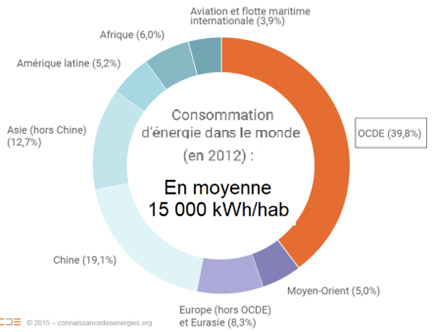 Aviation et flotte maritime
internationale (3,9%)
Afrique (6,0%)
Amérique latine (5,2%)
Asie (hors Chine)
(12,7%)
Consommation
d'énergie dans le monde
(en 2012) :
En moyenne
15 000 kWh/hab
OCDE (39,8%)
Chine (19,1%)
Moyen-Orient (5,0%)
Europe (hors OCDE)
et Eurasie (8,3%)
CDE © 2015 – connaissancedesenergies.org